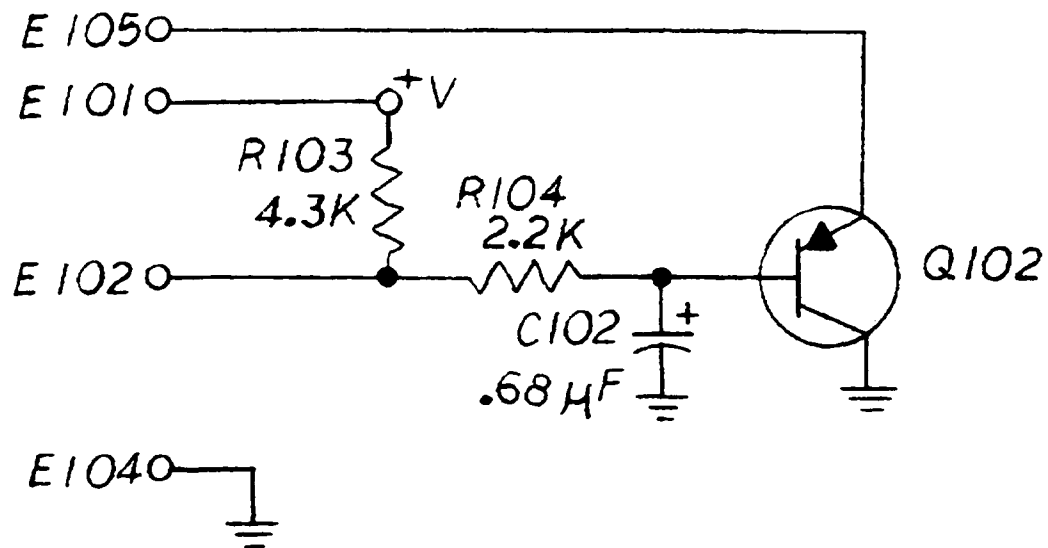 E105
E101
+V
R103
4.3K
R104
2.2K
E102
Q102
C102
+
.68 µF
E104